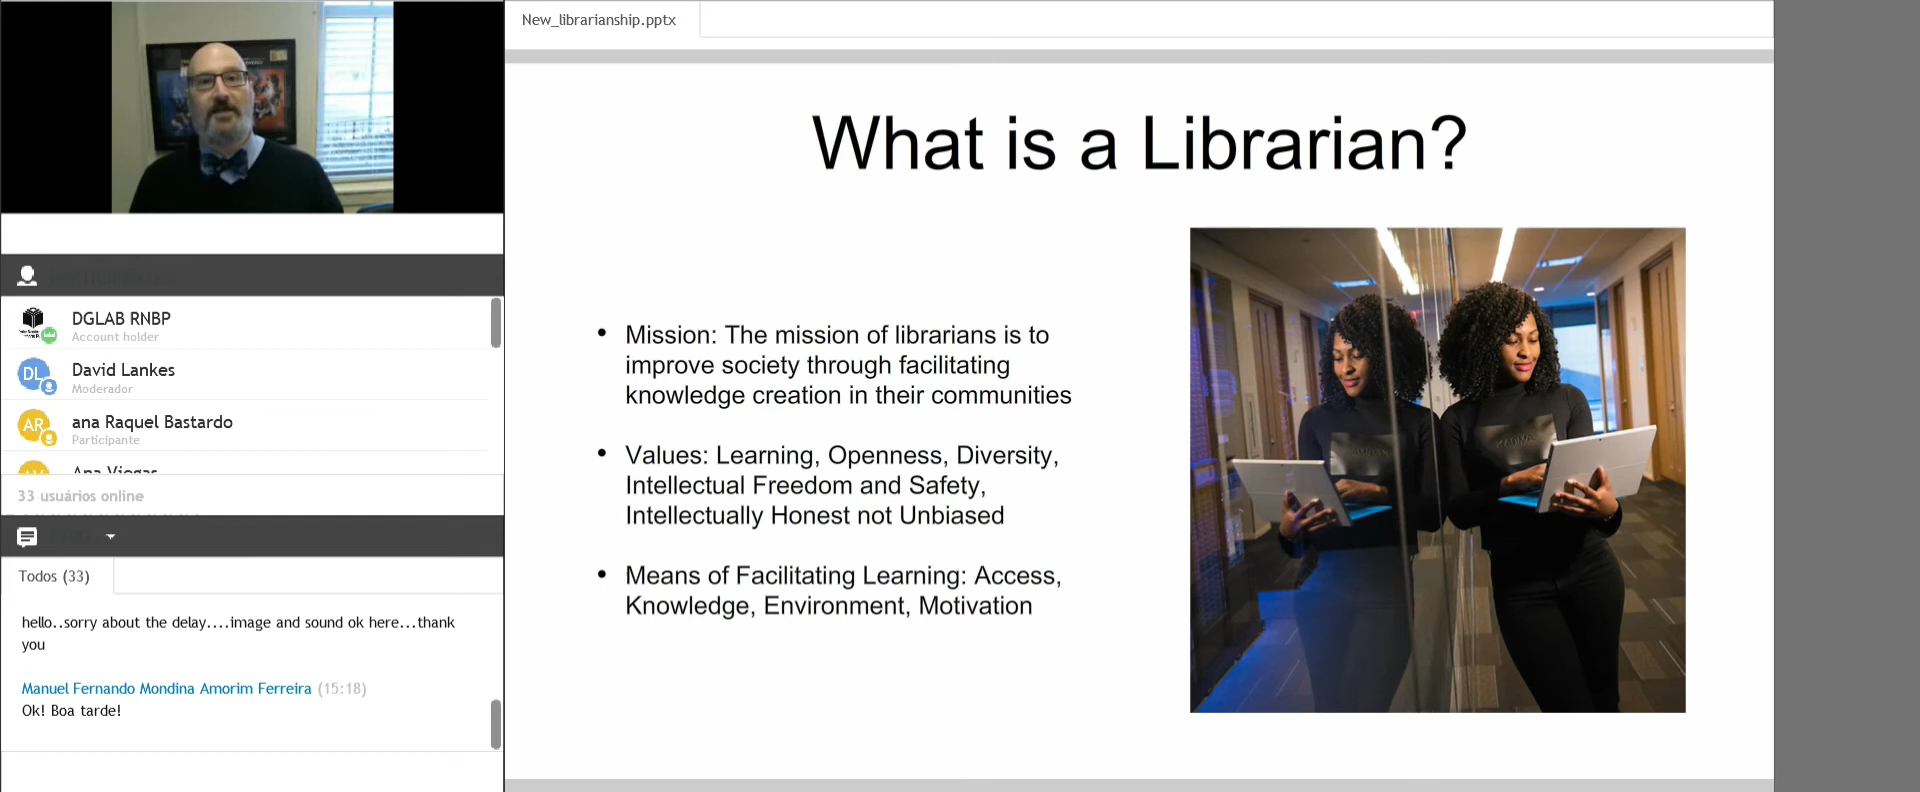 New_librarianship.pptx
What is a Librarian?
• Mission: The mission of librarians is to
improve society through facilitating
knowledge creation in their communities
• Values: Learning, Openness, Diversity,
Intellectual Freedom and Safety,
Intellectually Honest not Unbiased
• Means of Facilitating Learning: Access,
Knowledge, Environment, Motivation
DGLAB RNBP
Account holder
DL
David Lankes
Moderador
AR
ana Raquel Bastardo
Participante
Ana Viegas
33 usuários online
Todos (33)
hello..sorry about the delay....image and sound ok here...thank
you
Manuel Fernando Mondina Amorim Ferreira (15:18)
Ok! Boa tarde!